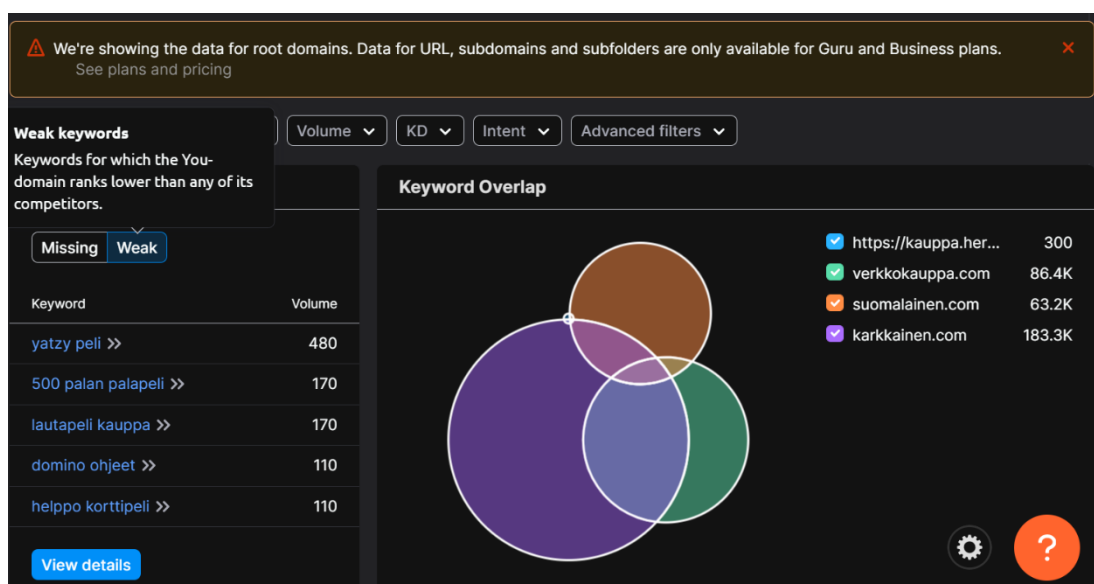 We're showing the data for root domains. Data for URL, subdomains and subfolders are only available for Guru and Business plans.
See plans and pricing
Weak keywords
Keywords for which the You-
domain ranks lower than any of its
competitors.
Volume
KD
Intent
Advanced filters
Missing
Weak
Keyword Volume
yatzy peli 480
500 palan palapeli 170
lautapeli kauppa 170
domino ohjeet 110
helppo korttipeli 110
View details
Keyword Overlap
https://kauppa.her... 300
verkkokauppa.com 86.4K
suomalainen.com 63.2K
karkkainen.com 183.3K
?